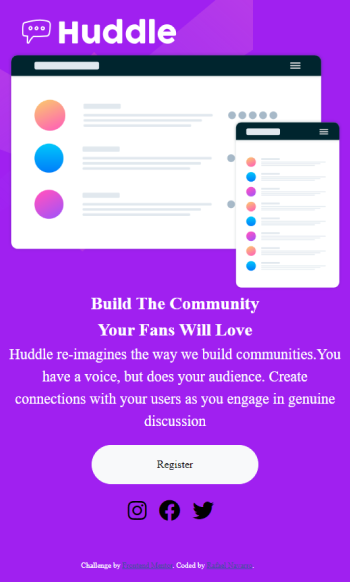 Huddle
Build The Community
Your Fans Will Love
Huddle re-imagines the way we build communities.You
have a voice, but does your audience. Create
connections with your users as you engage in genuine
discussion
Register
Challenge by . Coded by .